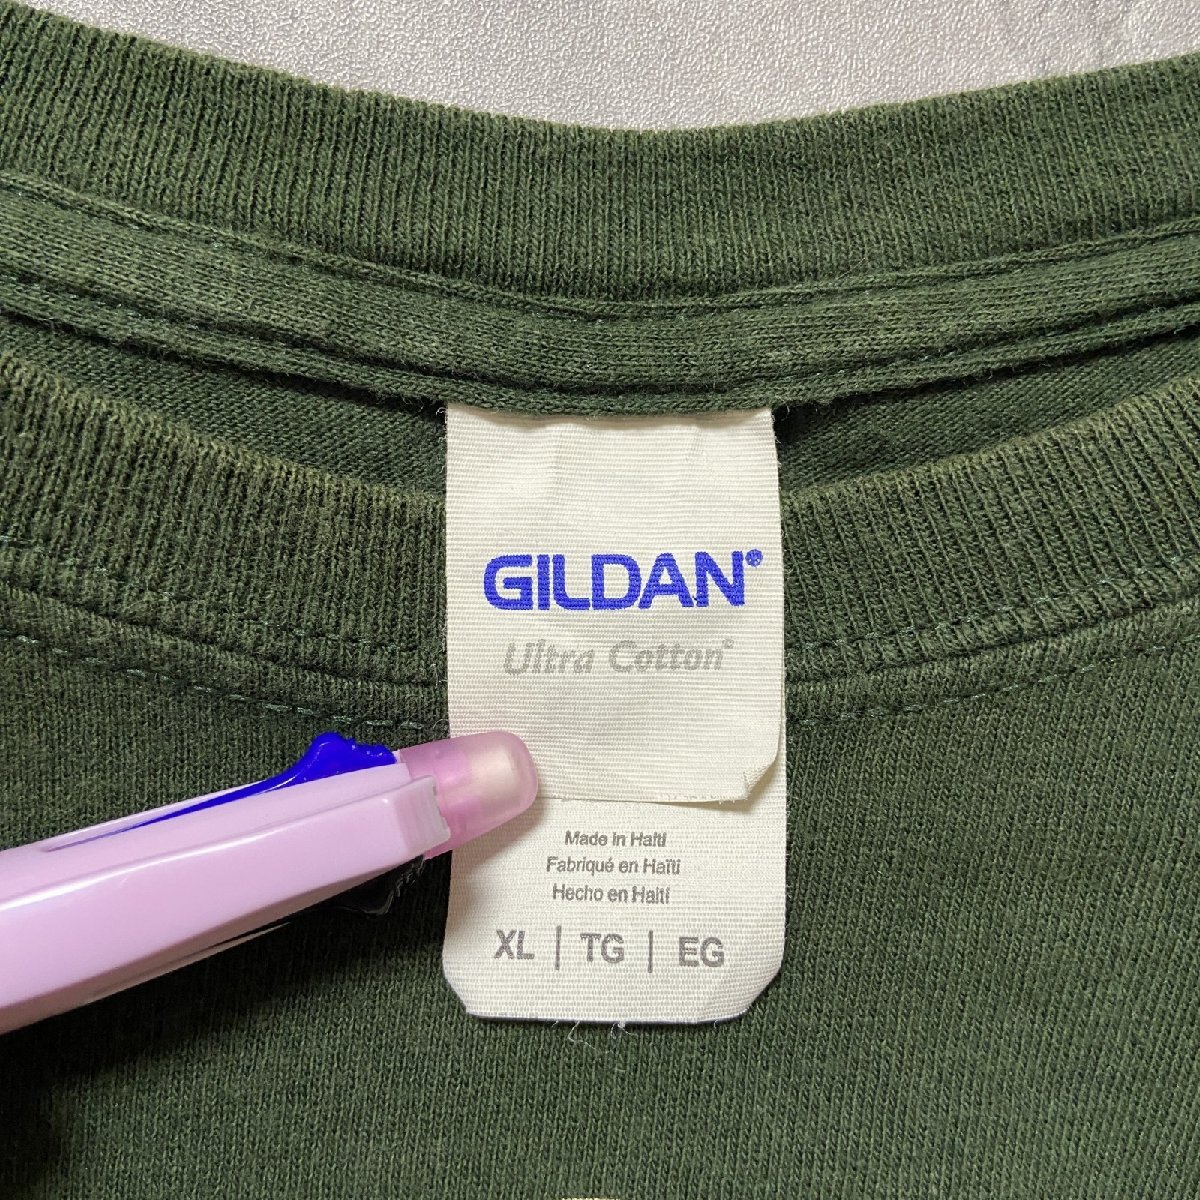 GILDAN®
Ultra Cotton®
Made in Haiti
Fabriqué en Haïti
Hecho en Haití
XL | TG | EG